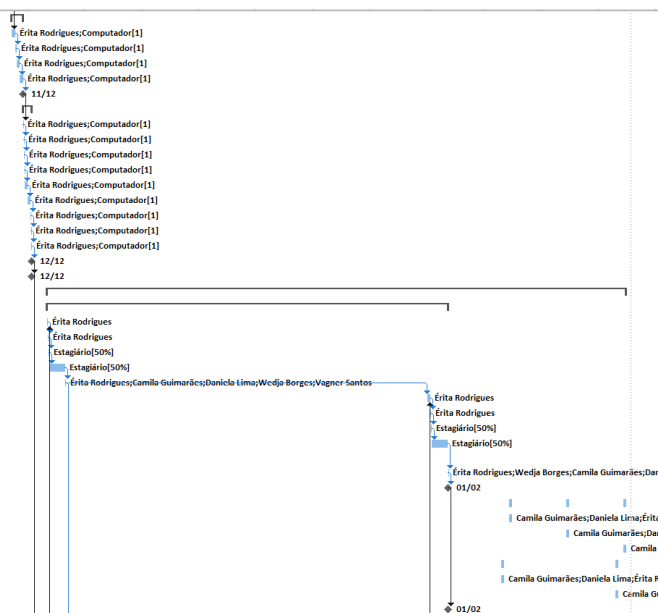 Érita Rodrigues;Computador[1]
Érita Rodrigues;Computador[1]
Érita Rodrigues;Computador[1]
Érita Rodrigues;Computador[1]
11/12
Érita Rodrigues;Computador[1]
Érita Rodrigues;Computador[1]
Érita Rodrigues;Computador[1]
Érita Rodrigues;Computador[1]
Érita Rodrigues;Computador[1]
Érita Rodrigues;Computador[1]
Érita Rodrigues;Computador[1]
Érita Rodrigues;Computador[1]
Érita Rodrigues;Computador[1]
12/12
12/12
Érita Rodrigues
Érita Rodrigues
Estagiário[50%]
Estagiário[50%]
Érita Rodrigues;Camila Guimarães;Daniela Lima;Wedja Borges;Vagner Santos
Érita Rodrigues
Érita Rodrigues
Estagiário[50%]
Estagiário[50%]
Érita Rodrigues;Wedja Borges;Camila Guimarães;Dan
01/02
Camila Guimarães;Daniela Lima;Érita
Camila Guimarães;Da
Camila
Camila Guimarães;Daniela Lima;Érita R
Camila Gu
01/02